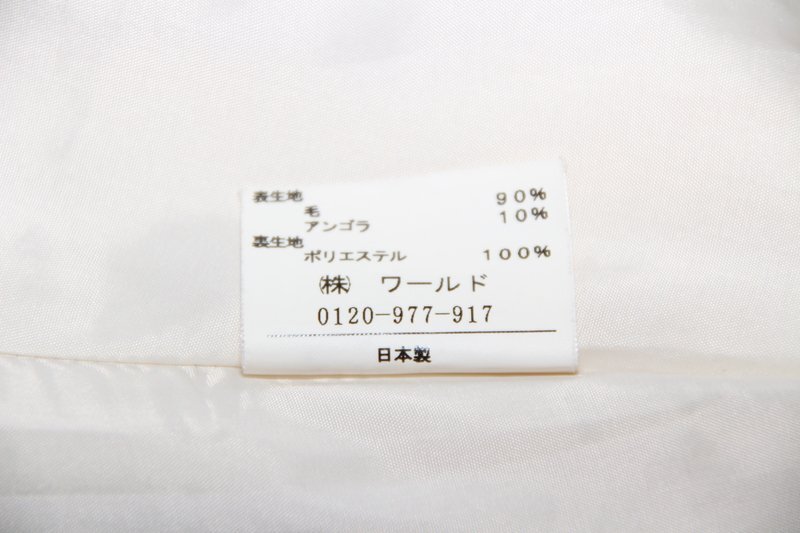 表生地
毛 90%
アンゴラ 10%
裏生地
ポリエステル 100%
㈱ ワールド
0120-977-917
日本製